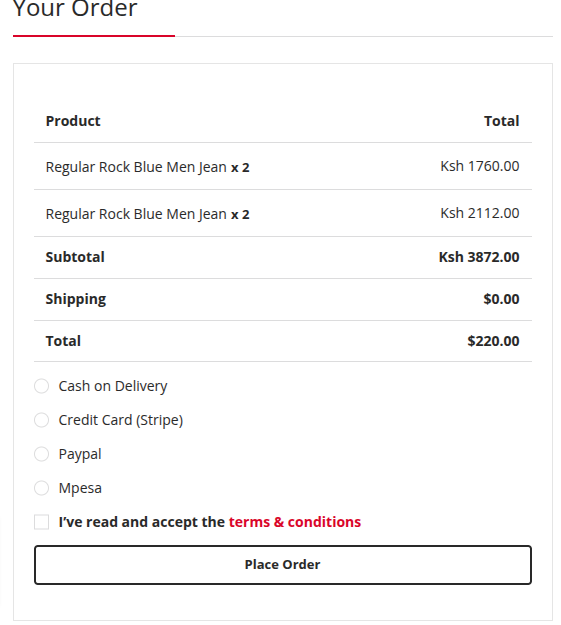 Your Order
Product Total
Regular Rock Blue Men Jean x 2 Ksh 1760.00
Regular Rock Blue Men Jean x 2 Ksh 2112.00
Subtotal Ksh 3872.00
Shipping $0.00
Total $220.00
Cash on Delivery
Credit Card (Stripe)
Paypal
Mpesa
I've read and accept the terms & conditions
Place Order